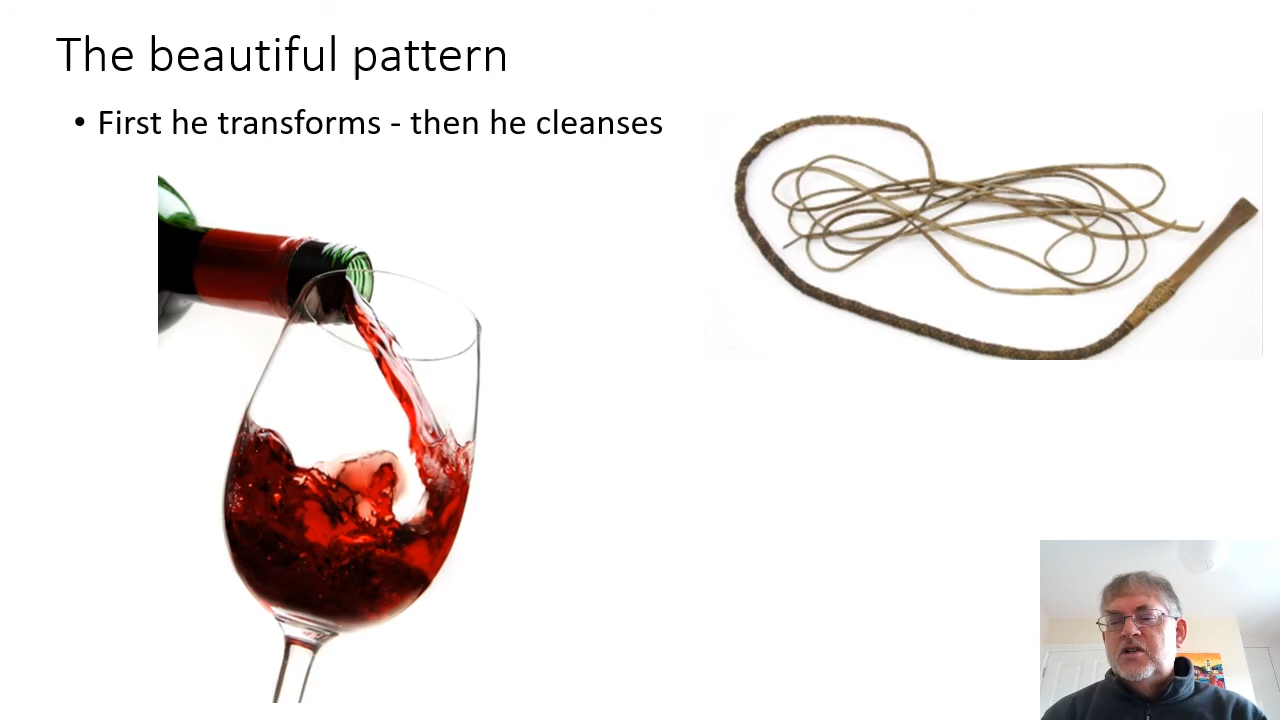 The beautiful pattern
• First he transforms - then he cleanses